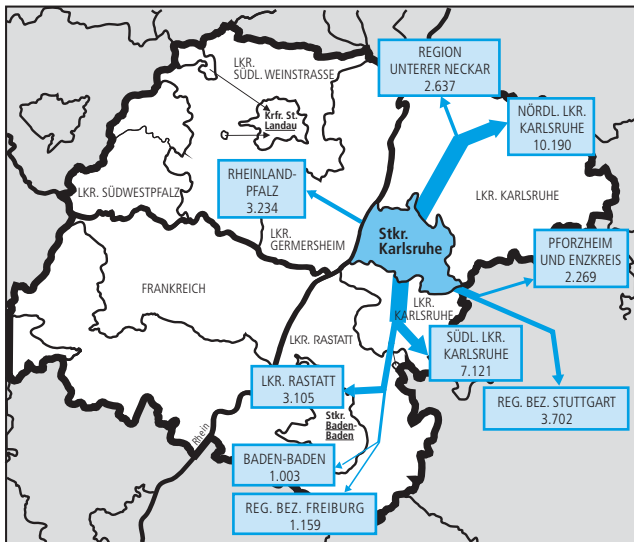 REGION
UNTERER NECKAR
2.637
LKR.
SÜDL. WEINSTRASSE
NÖRDL. LKR.
KARLSRUHE
10.190
Krfr. St.
Landau
RHEINLAND-
PFALZ
3.234
LKR. SÜDWESTPFALZ
LKR. KARLSRUHE
Stkr.
Karlsruhe
LKR.
GERMERSHEIM
PFORZHEIM
UND ENZKREIS
2.269
FRANKREICH
LKR.
KARLSRUHE
LKR. RASTATT
SÜDL. LKR.
KARLSRUHE
7.121
LKR. RASTATT
3.105
REG. BEZ. STUTTGART
3.702
Stkr.
Baden-
Baden
Rhein
BADEN-BADEN
1.003
REG. BEZ. FREIBURG
1.159